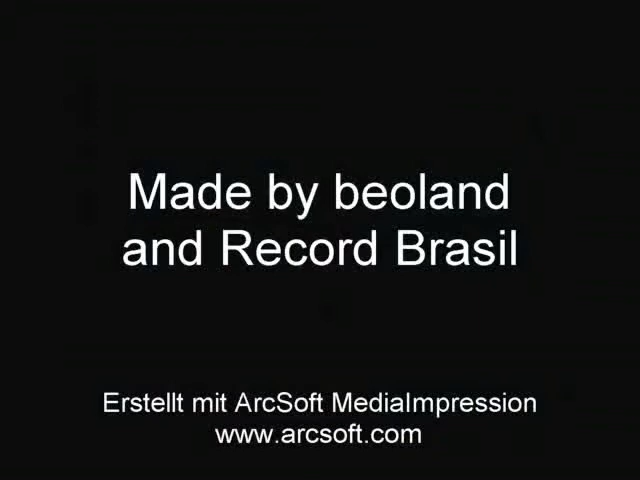 Made by beoland
and Record Brasil
Erstellt mit ArcSoft MediaImpression
www.arcsoft.com